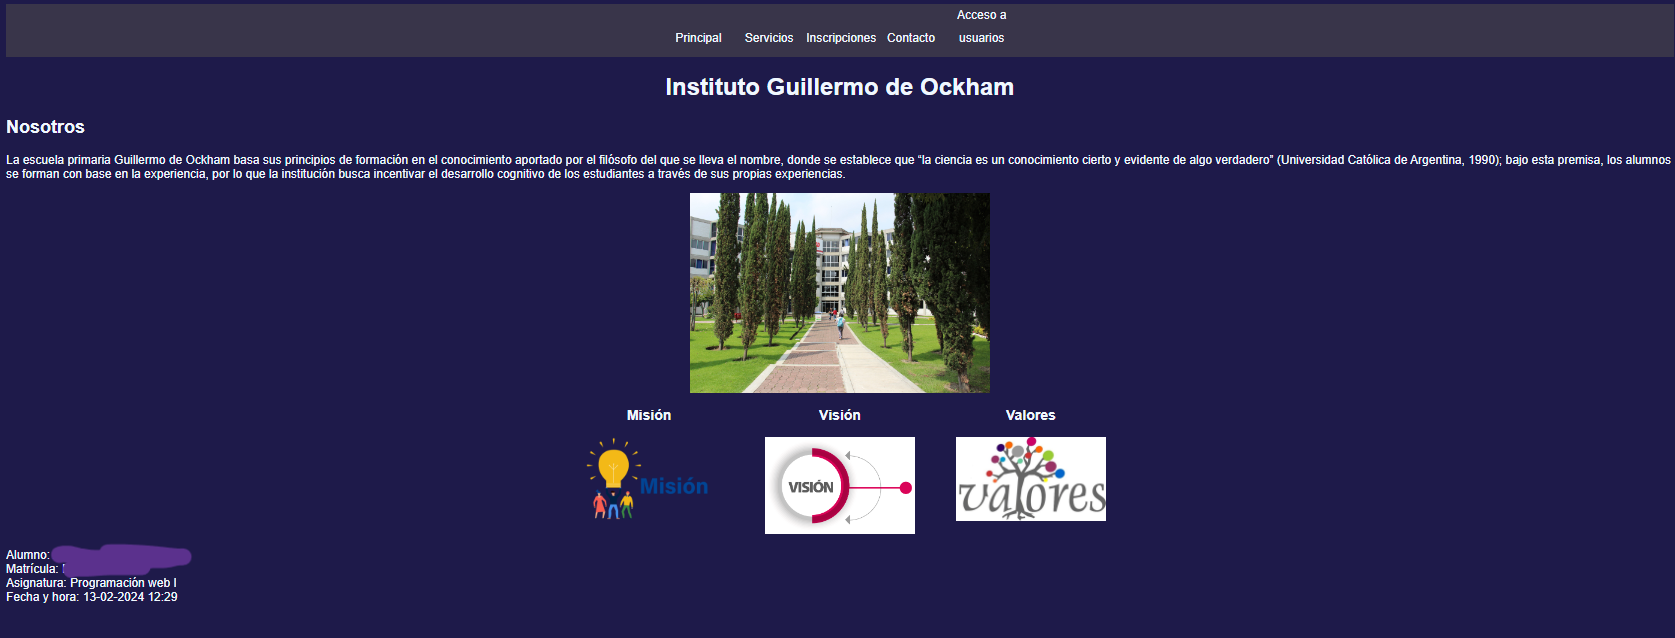 Principal Servicios Inscripciones Contacto Acceso a usuarios
Instituto Guillermo de Ockham
Nosotros
La escuela primaria Guillermo de Ockham basa sus principios de formación en el conocimiento aportado por el filósofo del que se lleva el nombre, donde se establece que “la ciencia es un conocimiento cierto y evidente de algo verdadero” (Universidad Católica de Argentina, 1990); bajo esta premisa, los alumnos
se forman con base en la experiencia, por lo que la institución busca incentivar el desarrollo cognitivo de los estudiantes a través de sus propias experiencias.
Misión Visión Valores
Misión
VISIÓN
valores
Alumno:
Matrícula:
Asignatura: Programación web I
Fecha y hora: 13-02-2024 12:29